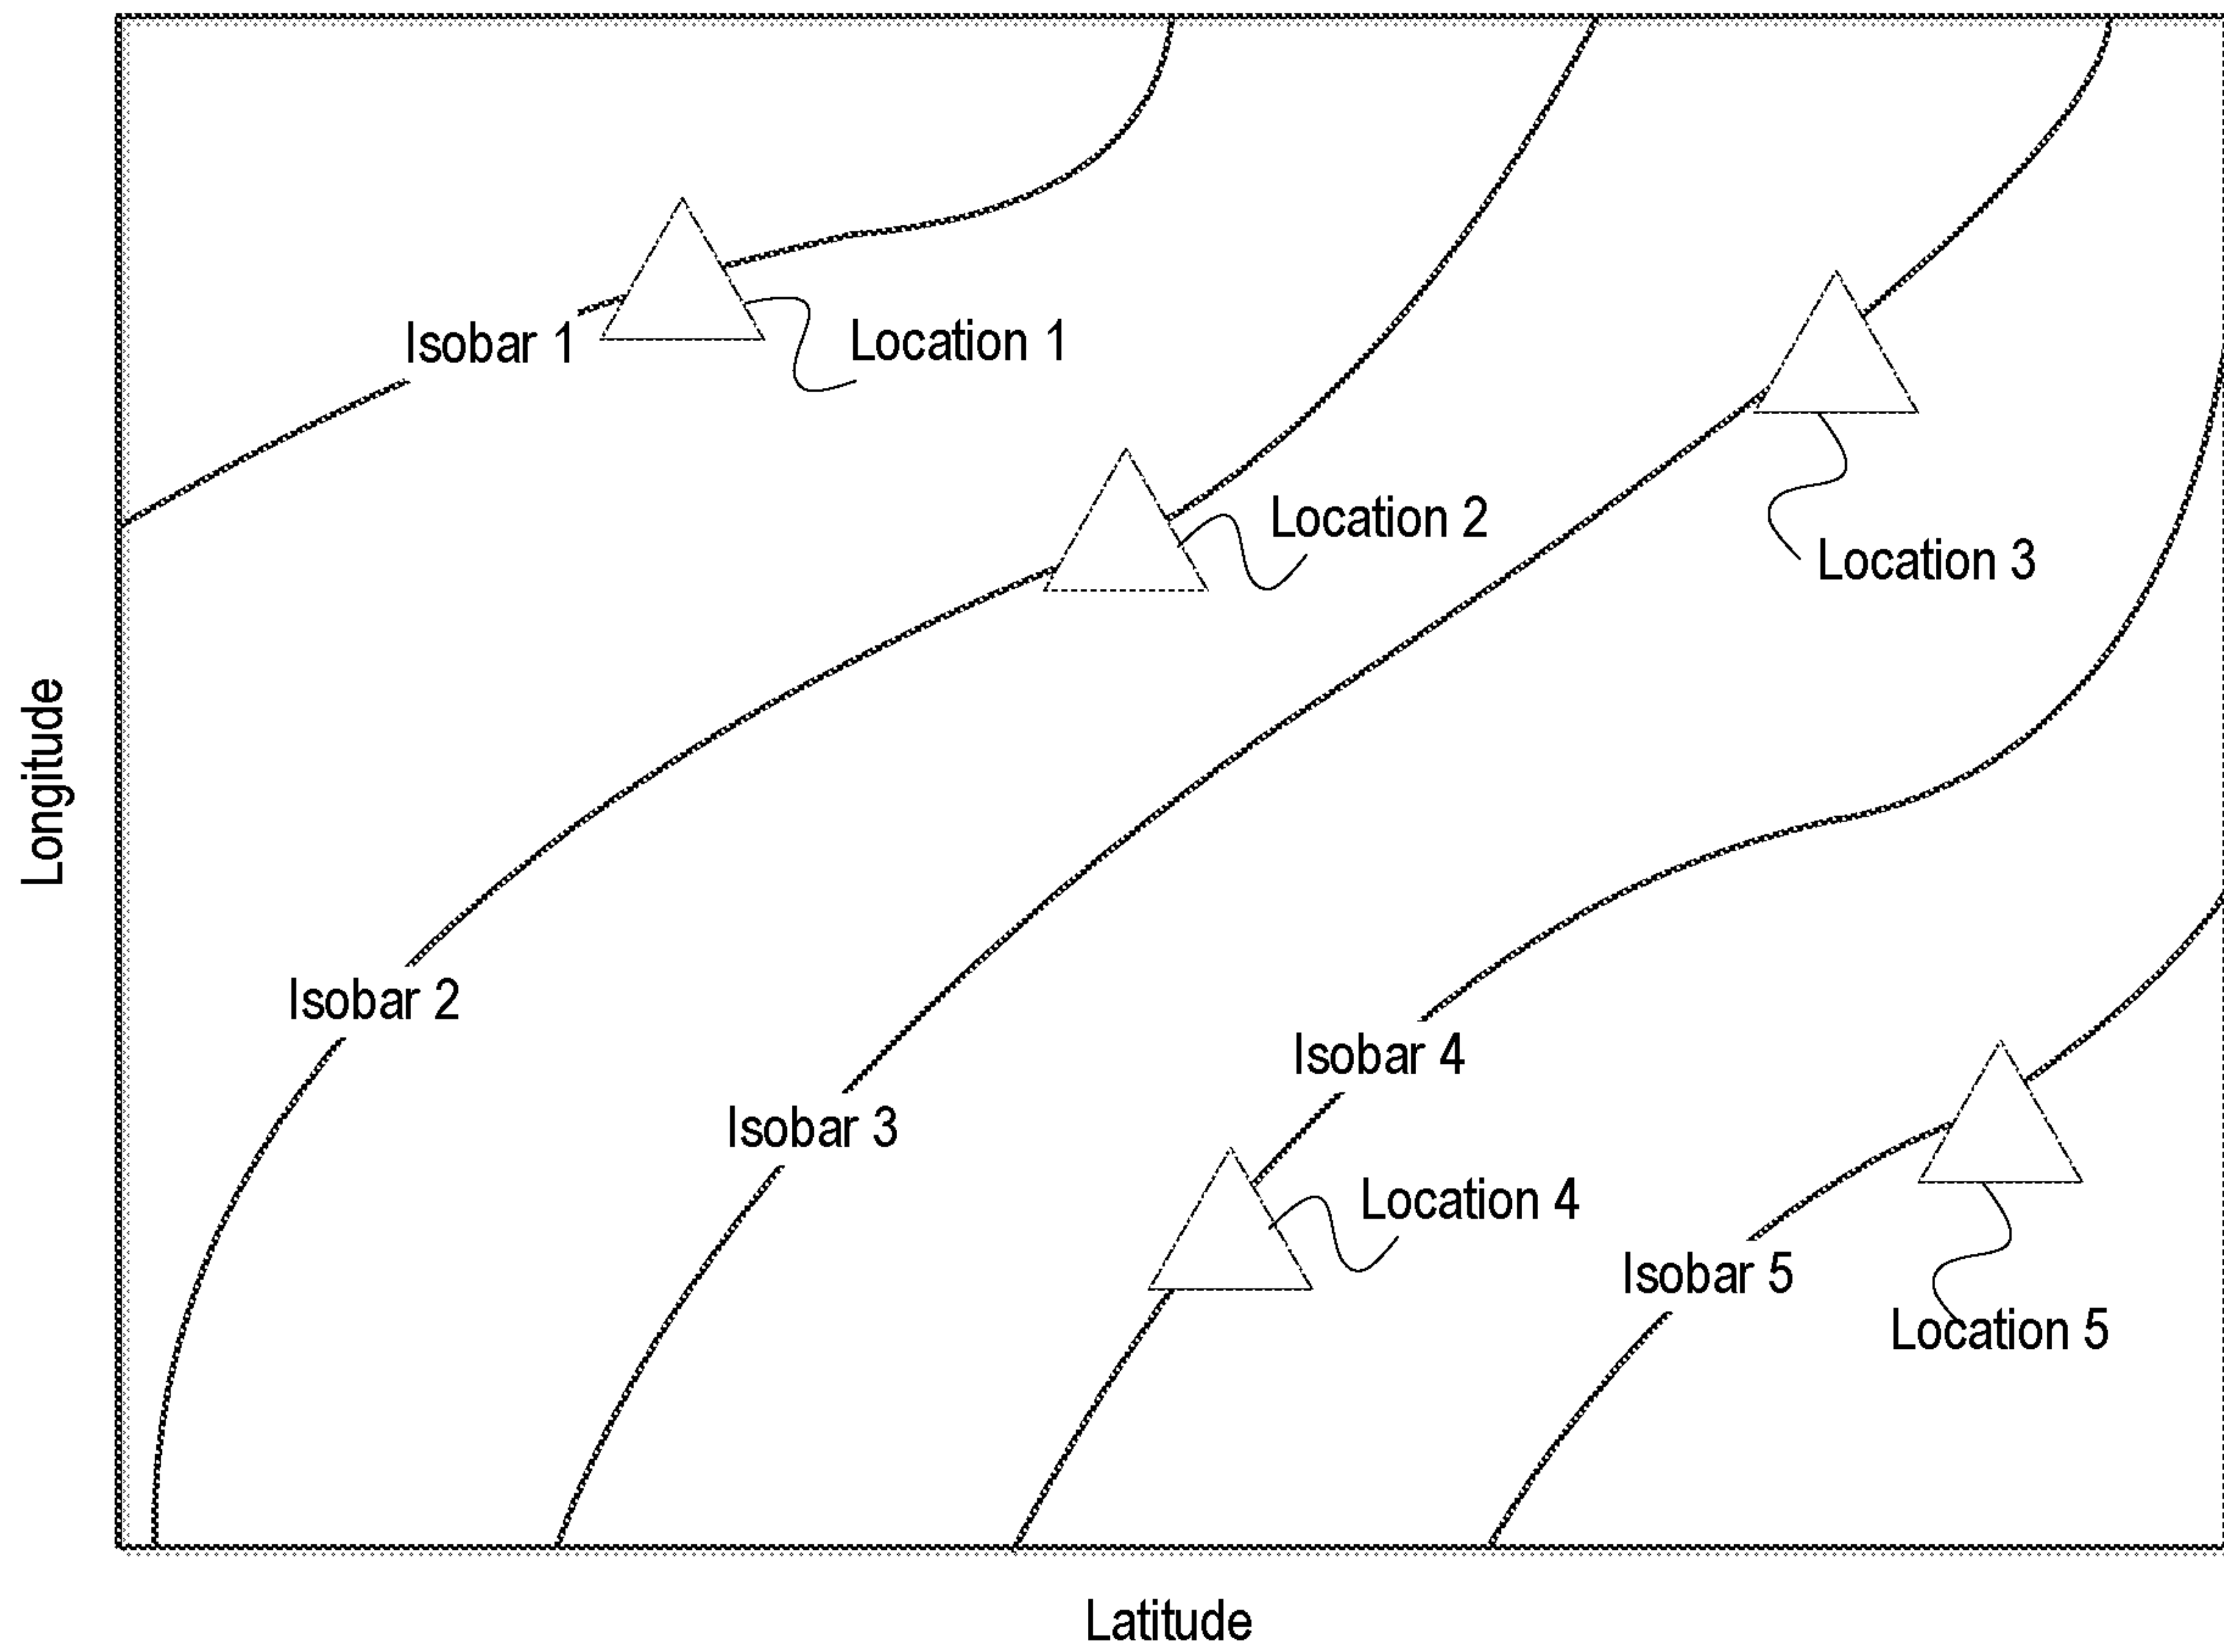 Isobar 1
Location 1
Location 2
Location 3
Longitude
Isobar 2
Isobar 4
Isobar 3
Location 4
Isobar 5
Location 5
Latitude